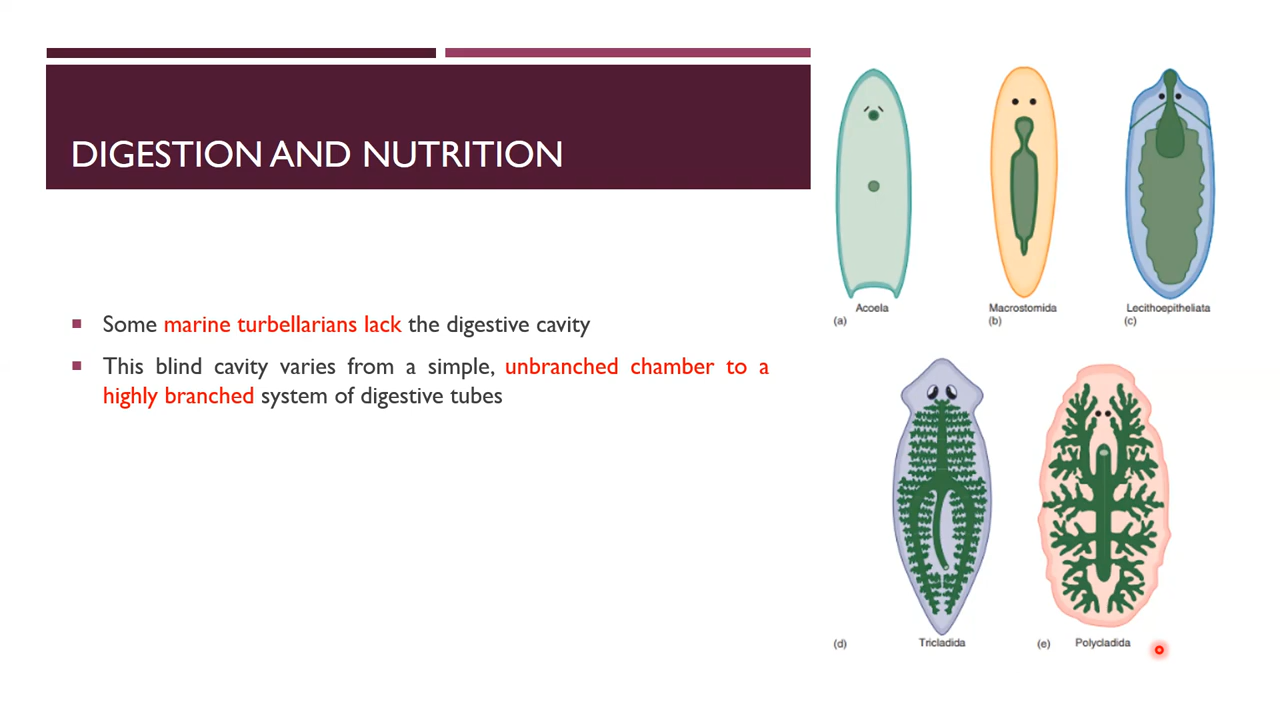 DIGESTION AND NUTRITION
Some marine turbellarians lack the digestive cavity
This blind cavity varies from a simple, unbranched chamber to a
highly branched system of digestive tubes
Acoela
(a)
Macrostomida
(b)
Lecithoepitheliata
(c)
(d) Tricladida
(e) Polycladida